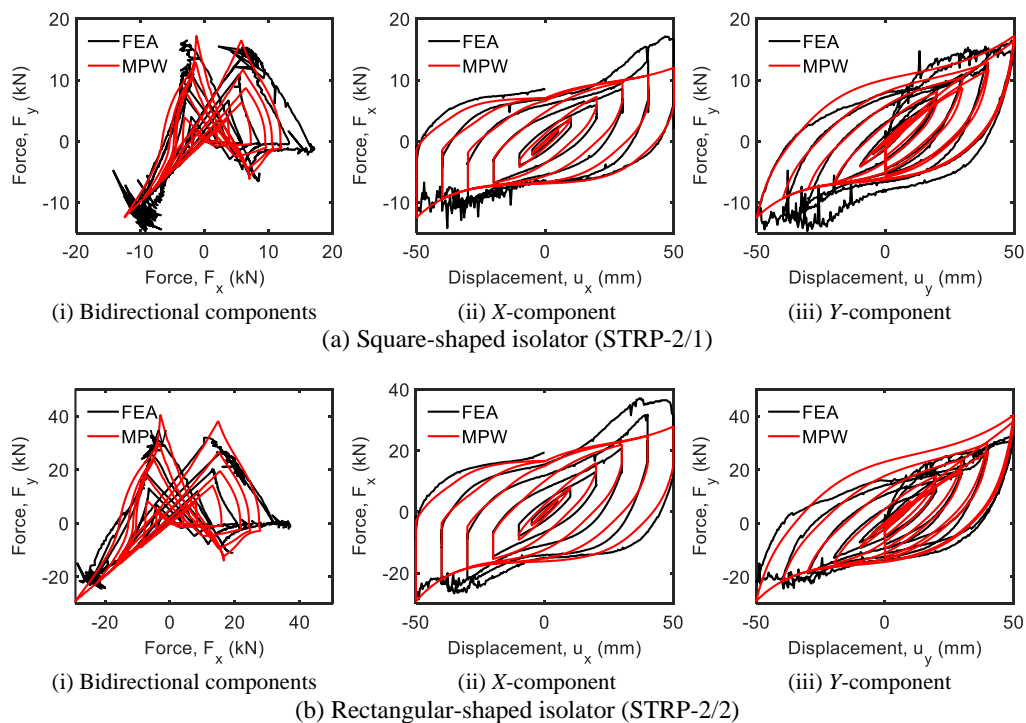 20
10
0
-10
Force, F_y (kN)
FEA
MPW
-20 -10 0 10 20
Force, F_x (kN)
(i) Bidirectional components
20
10
0
-10
Force, F_x (kN)
FEA
MPW
-50 0 50
Displacement, u_x (mm)
(ii) X-component
20
10
0
-10
Force, F_y (kN)
FEA
MPW
-50 0 50
Displacement, u_y (mm)
(iii) Y-component
(a) Square-shaped isolator (STRP-2/1)
40
20
0
-20
Force, F_y (kN)
FEA
MPW
-20 0 20 40
Force, F_x (kN)
(i) Bidirectional components
40
20
0
-20
Force, F_x (kN)
FEA
MPW
-50 0 50
Displacement, u_x (mm)
(ii) X-component
40
20
0
-20
Force, F_y (kN)
FEA
MPW
-50 0 50
Displacement, u_y (mm)
(iii) Y-component
(b) Rectangular-shaped isolator (STRP-2/2)